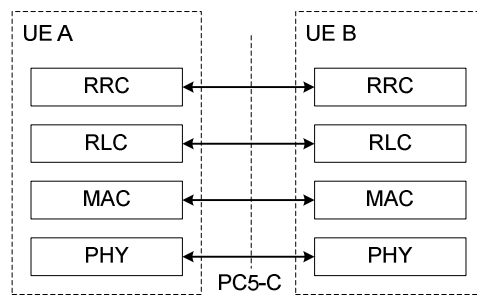 UE A UE B
RRC RRC
RLC RLC
MAC MAC
PHY PHY
PC5-C